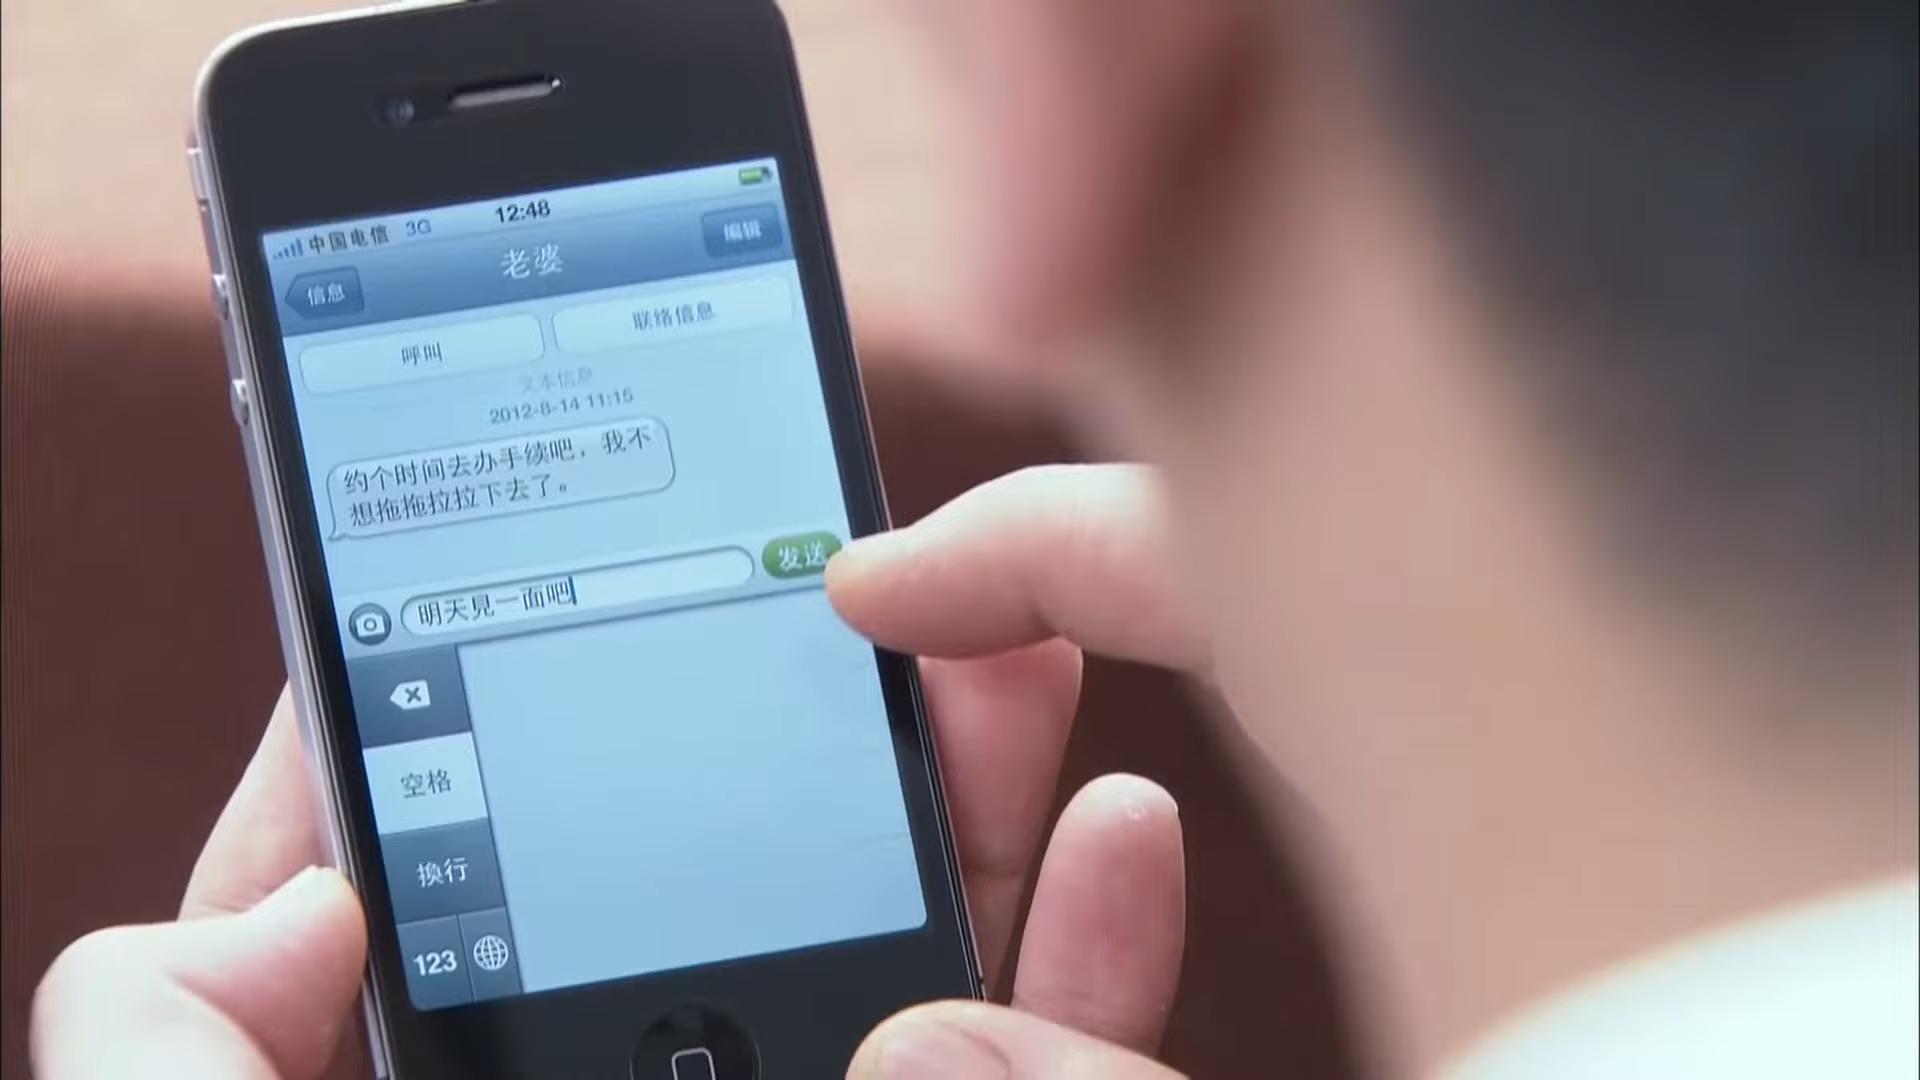 中国电信 3G 12:48
信息 老婆 编辑
呼叫 联络信息
文本信息
2012-8-14 11:15
约个时间去办手续吧，我不
想拖拖拉拉下去了。
明天見一面吧 发送
空格
换行
123